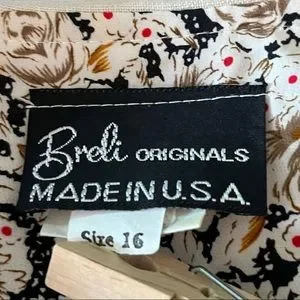 Breli ORIGINALS
MADE IN U.S.A.
Size 16